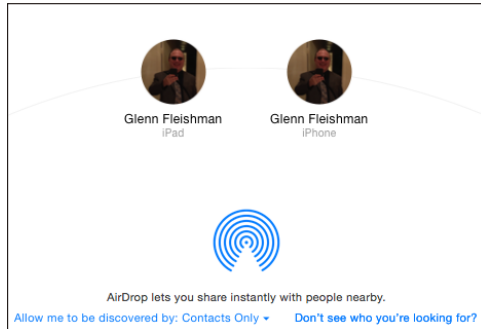 Glenn Fleishman Glenn Fleishman
iPad iPhone
AirDrop lets you share instantly with people nearby.
Allow me to be discovered by: Contacts Only Don't see who you're looking for?